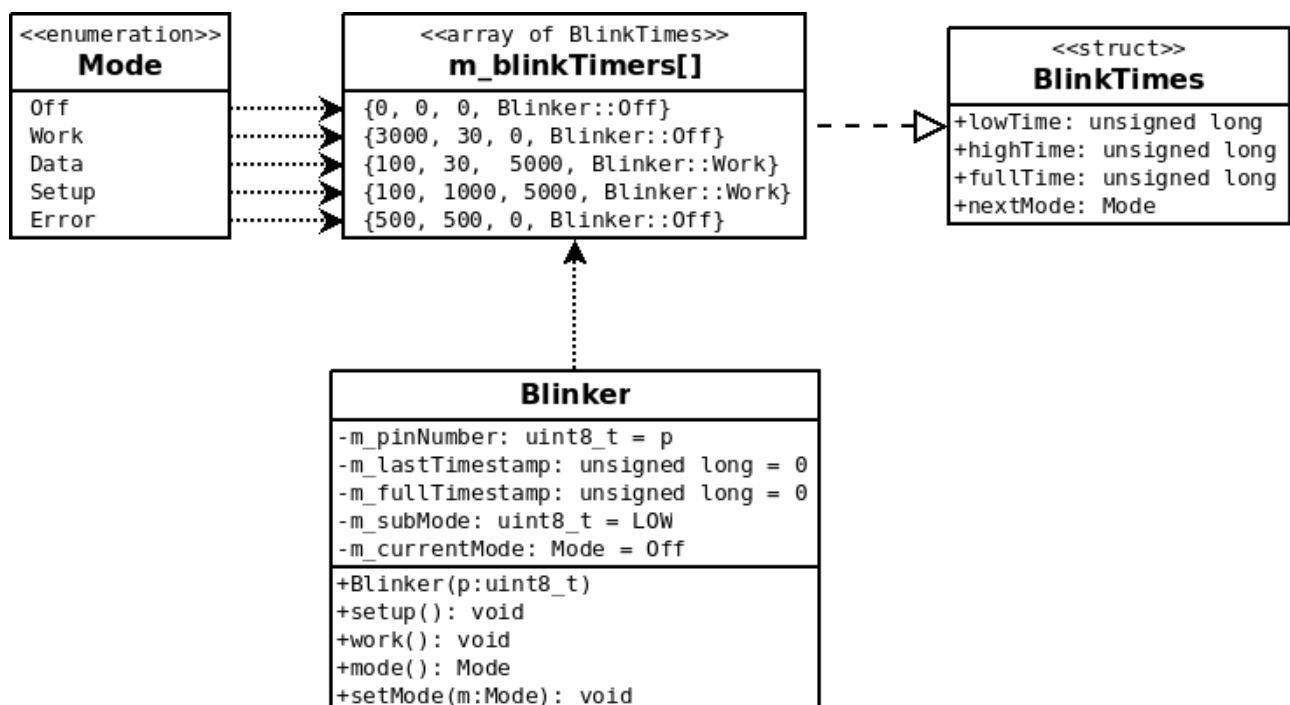 <<enumeration>>
Mode
Off
Work
Data
Setup
Error
<<array of BlinkTimes>>
m_blinkTimers[]
{0, 0, 0, Blinker::Off}
{3000, 30, 0, Blinker::Off}
{100, 30,  5000, Blinker::Work}
{100, 1000, 5000, Blinker::Work}
{500, 500, 0, Blinker::Off}
<<struct>>
BlinkTimes
+lowTime: unsigned long
+highTime: unsigned long
+fullTime: unsigned long
+nextMode: Mode
Blinker
-m_pinNumber: uint8_t = p
-m_lastTimestamp: unsigned long = 0
-m_fullTimestamp: unsigned long = 0
-m_subMode: uint8_t = LOW
-m_currentMode: Mode = Off
+Blinker(p:uint8_t)
+setup(): void
+work(): void
+mode(): Mode
+setMode(m:Mode): void